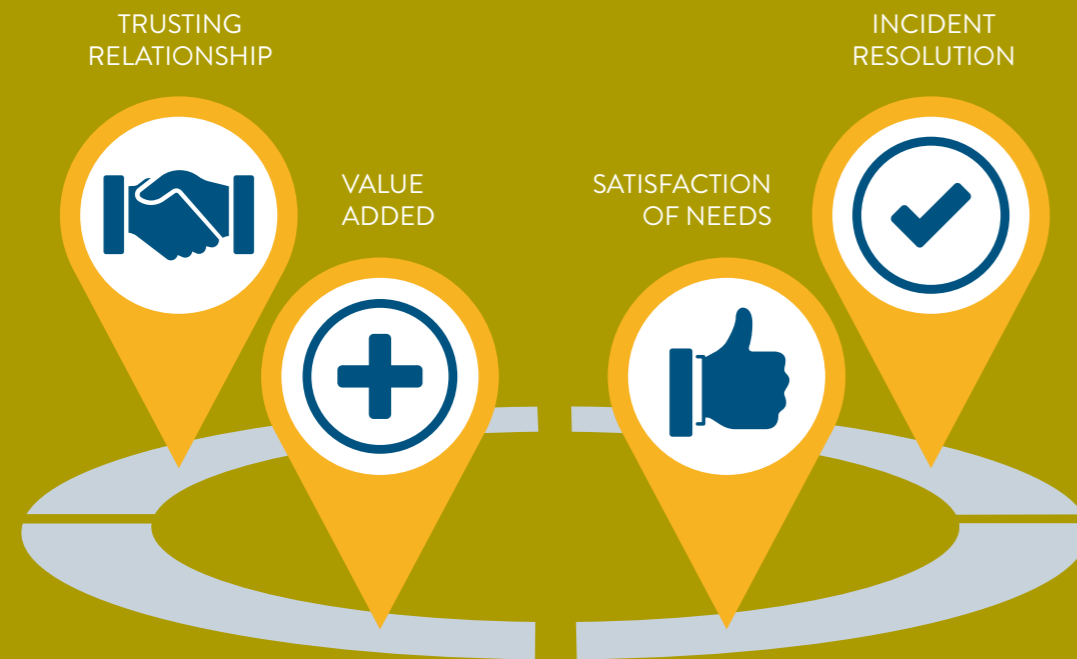 TRUSTING
RELATIONSHIP
VALUE
ADDED
SATISFACTION
OF NEEDS
INCIDENT
RESOLUTION